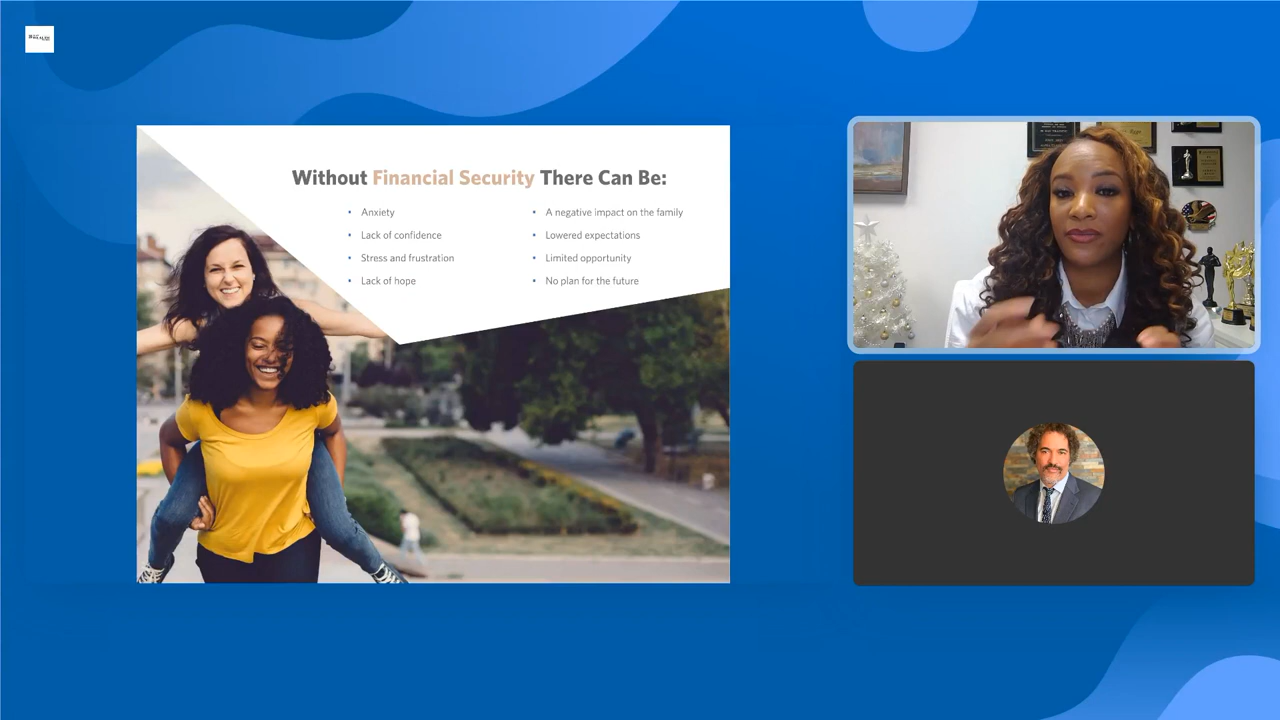 Without Financial Security There Can Be:
Anxiety
Lack of confidence
Stress and frustration
Lack of hope
A negative impact on the family
Lowered expectations
Limited opportunity
No plan for the future